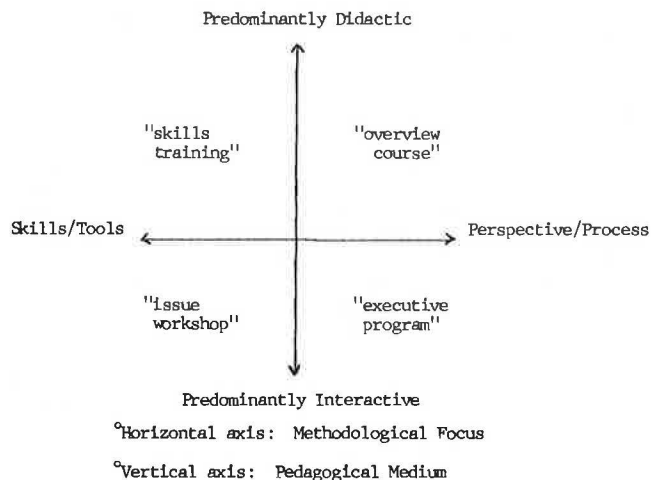 Predominantly Didactic
"skills
training"
"overview
course"
Skills/Tools
Perspective/Process
"issue
workshop"
"executive
program"
Predominantly Interactive
°Horizontal axis: Methodological Focus
°Vertical axis: Pedagogical Medium